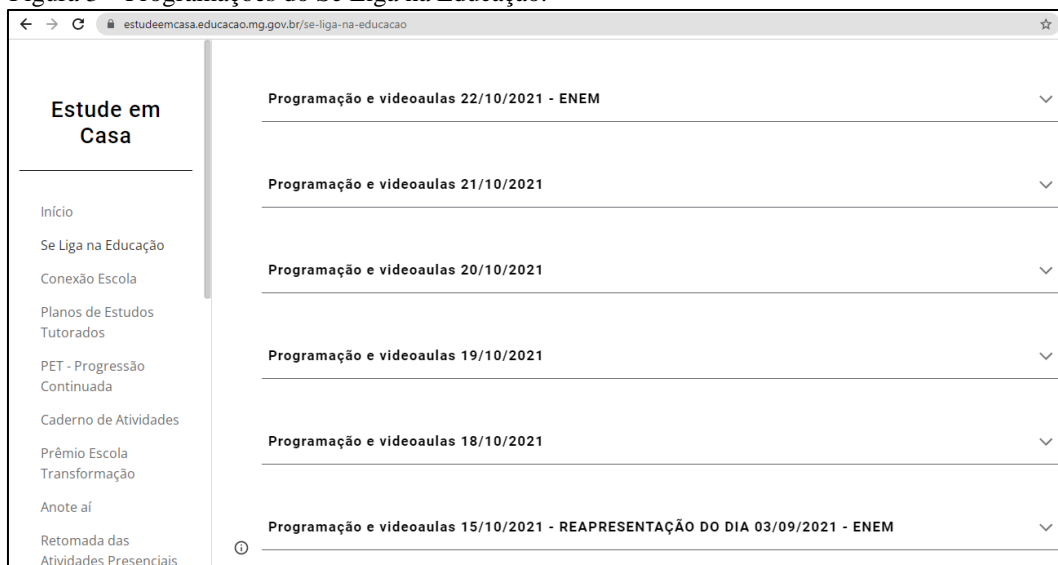 Figura 3 - Programações do Se Liga na Educação.
estudeemcasa.educacao.mg.gov.br/se-liga-na-educacao
Estude em
Casa
Início
Se Liga na Educação
Conexão Escola
Planos de Estudos
Tutorados
PET - Progressão
Continuada
Caderno de Atividades
Prêmio Escola
Transformação
Anote aí
Retomada das
Atividades Presenciais
Programação e videoaulas 22/10/2021 - ENEM
Programação e videoaulas 21/10/2021
Programação e videoaulas 20/10/2021
Programação e videoaulas 19/10/2021
Programação e videoaulas 18/10/2021
Programação e videoaulas 15/10/2021 - REAPRESENTAÇÃO DO DIA 03/09/2021 - ENEM